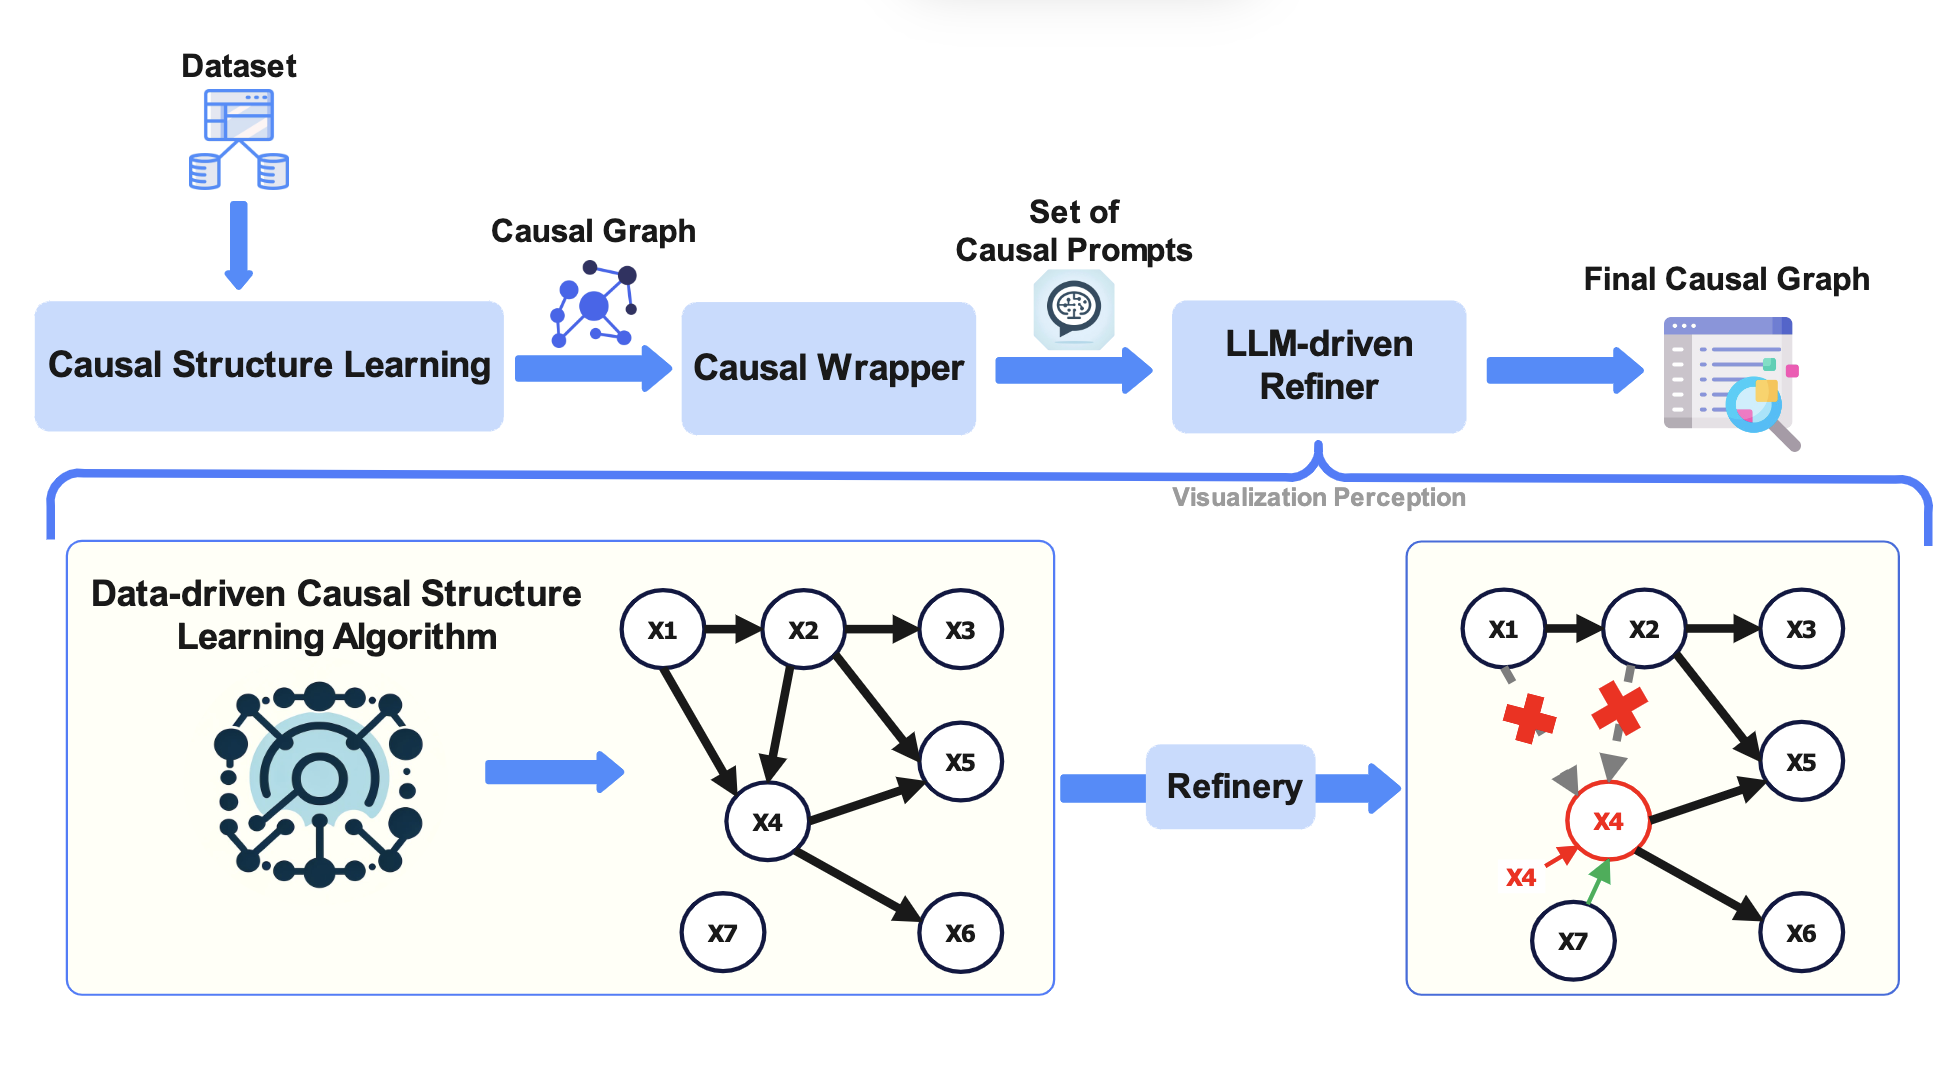 Dataset
Causal Graph
Set of
Causal Prompts
Final Causal Graph
Causal Structure Learning
Causal Wrapper
LLM-driven
Refiner
Visualization Perception
Data-driven Causal Structure
Learning Algorithm
X1
X2
X3
X5
X4
X7
X6
Refinery
X1
X2
X3
X5
X4
X4
X7
X6